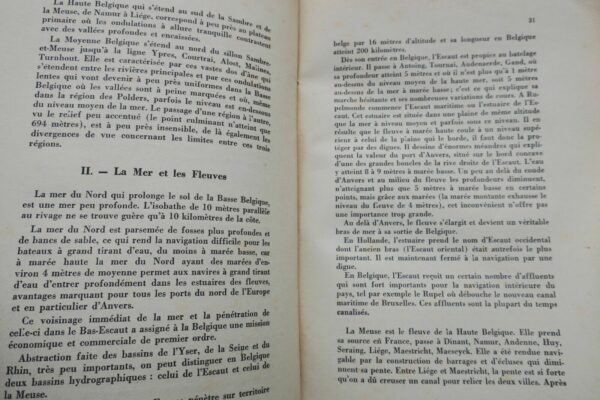 La Haute Belgique qui s'étend au sud de la Sambre et de
la Meuse, de Namur à Liége, correspond à peu près au plateau
primaire où les ondulations à allure tranquille contrastent
avec des vallées profondes et encaissées.
La Moyenne Belgique s'étend au nord du sillon Sambre-
et-Meuse jusqu'à la ligne Ypres, Courtrai, Alost, Malines,
Turnhout. Elle est caractérisée par ces vastes dos d'âne qui
s'étendent entre les rivières principales et par ces ondulations
lentes qui vont devenir à peu près uniformes dans la Basse
Belgique où les vallées sont à peine marquées et où, même
dans la région des Polders, parfois le niveau est en-dessous
du niveau moyen de la mer. Le passage d'une région à l'autre,
vu le relief peu accentué (le point culminant n'atteint que
694 mètres), est à peu près insensible, de là également les
divergences de vue concernant les limites entre ces trois
régions.
II. — La Mer et les Fleuves
La mer du Nord qui prolonge le sol de la Basse Belgique,
est une mer peu profonde. L'isobathe de 10 mètres parallèle
au rivage ne se trouve guère qu'à 10 kilomètres de la côte.
La mer du Nord est parsemée de fosses plus profondes et
de bancs de sable, ce qui rend la navigation difficile pour les
bateaux à grand tirant d'eau, du moins à marée basse, car
à marée haute la mer du Nord ayant des marées d'en-
viron 4 mètres de moyenne permet aux navires à grand tirant
d'eau d'entrer profondément dans les estuaires des fleuves,
avantages marquant pour tous les ports du nord de l'Europe
et en particulier d'Anvers.
Ce voisinage immédiat de la mer et la pénétration de
celle-ci dans le Bas-Escaut a assigné à la Belgique une mission
économique et commerciale de premier ordre.
Abstraction faite des bassins de l'Yser, de la Seine et du
Rhin, très peu importants, on peut distinguer en Belgique
deux bassins hydrographiques : celui de l'Escaut et celui de
la Meuse.
pénètre sur territoire
31
belge par 16 mètres d'altitude et sa longueur en Belgique
atteint 200 kilomètres.
Dès son entrée en Belgique, l'Escaut est propice au batelage
intérieur. Il passe à Antoing, Tournai, Audenaerde, Gand, où
sa profondeur atteint 5 mètres et où il n'est plus qu'à 1 mètre
au-dessus du niveau moyen de la mer, soit 5 mètres
au-dessous de la mer à marée basse; c'est ce qui explique sa
marche hésitante et ses nombreuses variations de cours. A Ru-
pelmonde commence l'Escaut maritime ou l'estuaire de l'Es-
caut. Cet estuaire est situé dans une plaine de même altitude
que la mer à niveau moyen et parfois sous ce niveau. Il en
résulte que le fleuve à marée haute coule à un niveau supé-
rieur à celui de la plaine qui le borde, il faut donc le pro-
téger par des digues. Il dessine d'énormes méandres qui expli-
quent la valeur du port d'Anvers, situé sur le bord concave
d'une des grandes courbes de la rive droite de l'Escaut. L'eau
y atteint 8 à 9 mètres à marée basse. Un peu au delà du coude
d'Anvers et au milieu du fleuve les profondeurs diminuent,
n'atteignant plus que 5 mètres à marée basse en certains
points, mais grâce aux marées (la marée montante exhausse le
niveau du fleuve de 4 mètres), cet inconvénient n'offre pas
une importance trop grande.
Au delà d'Anvers, le fleuve s'élargit et devient un véritable
bras de mer à sa sortie de Belgique.
En Hollande, l'estuaire prend le nom d'Escaut occidental
dont l'ancien bras (l'Escaut oriental) était autrefois le plus
important. Il est maintenant fermé à la navigation par une
digue.
En Belgique, l'Escaut reçoit un certain nombre d'affluents
qui sont fort importants pour la navigation intérieure du
pays, tel par exemple le Rupel où débouche le nouveau canal
maritime de Bruxelles. Ces affluents sont la plupart du temps
canalisés.
La Meuse est le fleuve de la Haute Belgique. Elle prend
sa source en France, passe à Dinant, Namur, Andenne, Huy,
Seraing, Liége, Maestricht, Maeseyck. Elle a été rendue navi-
gable par la construction de barrages et d'écluses qui dimi-
nuent sa pente. Entre Liége et Maestricht, la pente est si forte
qu'on a dû creuser un canal pour relier les deux villes. Après